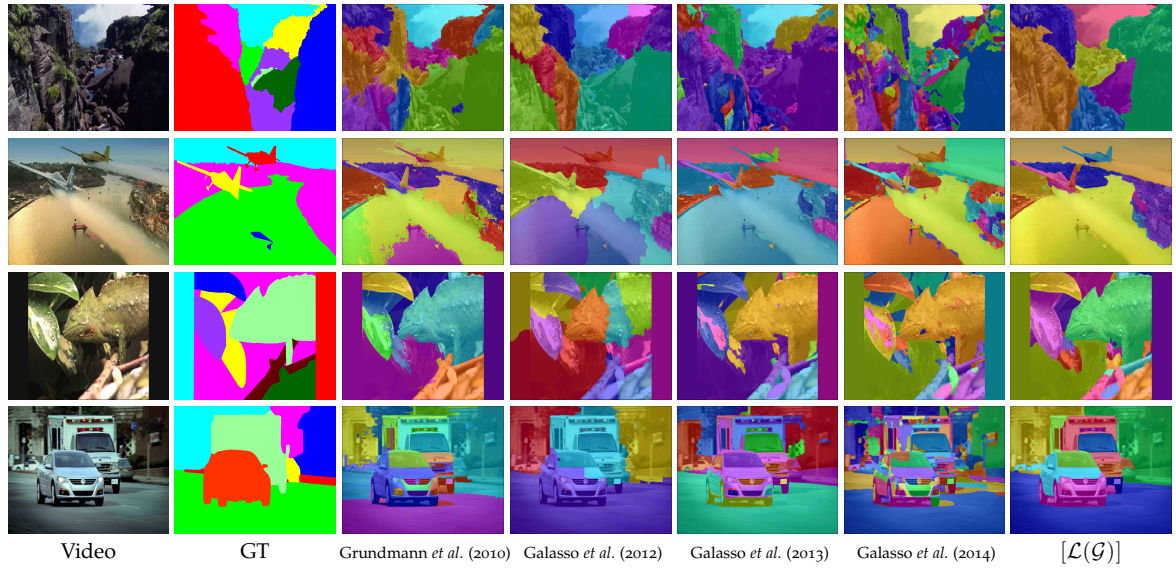 Video GT Grundmann et al. (2010) Galasso et al. (2012) Galasso et al. (2013) Galasso et al. (2014) [ℒ(𝒢)]